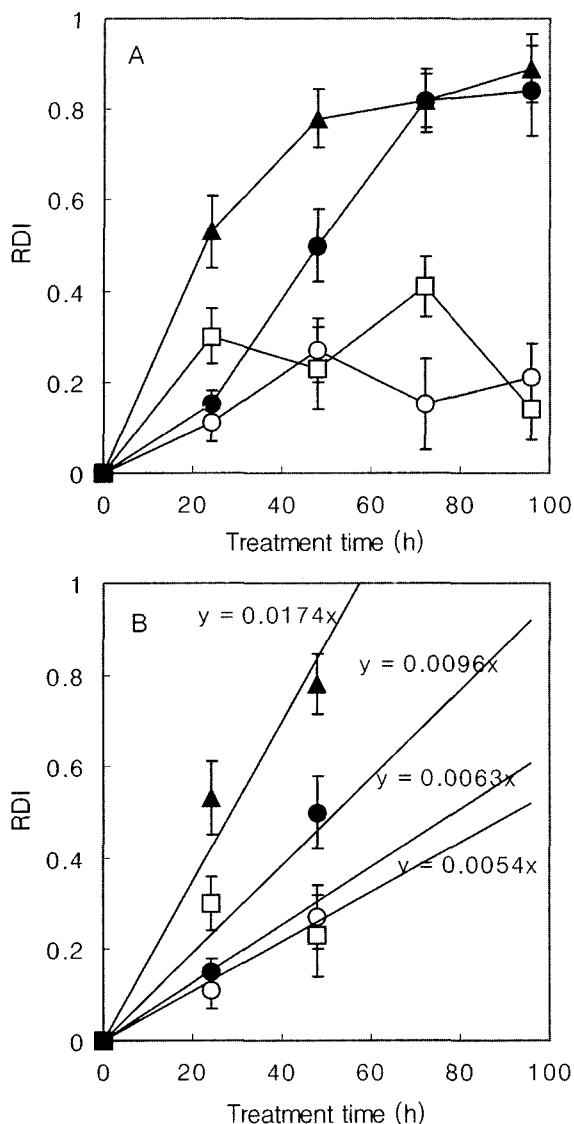 1
A
0.8
0.6
RDI
0.4
0.2
0
0 20 40 60 80 100
Treatment time (h)
1
B
y = 0.0174x
y = 0.0096x
0.8
0.6
y = 0.0063x
RDI
0.4
y = 0.0054x
0.2
0
0 20 40 60 80 100
Treatment time (h)